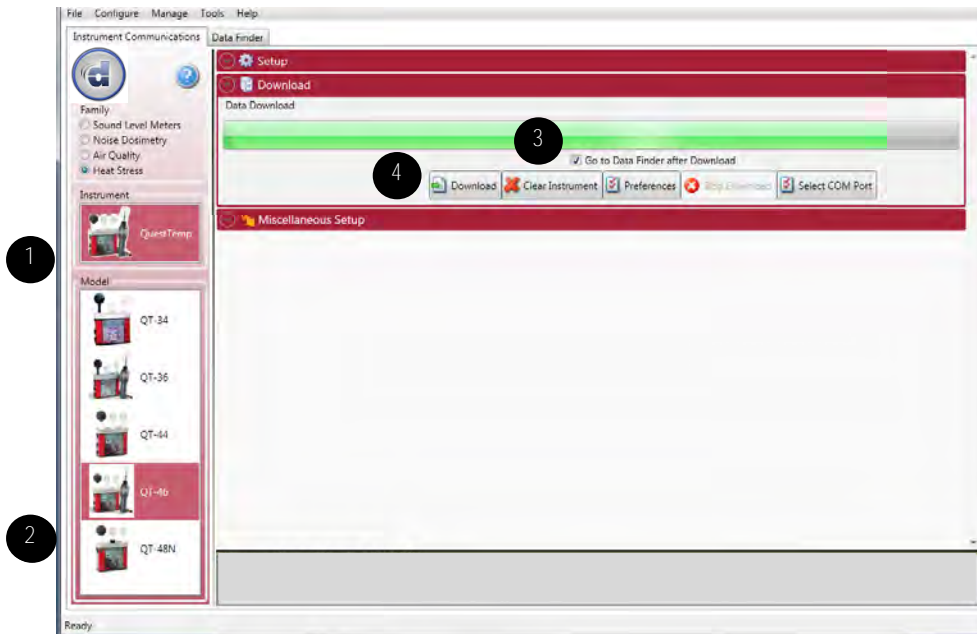 File Configure Manage Tools Help
Instrument Communications Data Finder
d
?
Family
Sound Level Meters
Noise Dosimetry
Air Quality
Heat Stress
Instrument
QuestTemp
1
Model
QT-34
QT-36
QT-44
QT-46
2
QT-48N
Setup
Download
Data Download
3
Go to Data Finder after Download
4
Download Clear Instrument Preferences Stop Download Select COM Port
Miscellaneous Setup
Ready